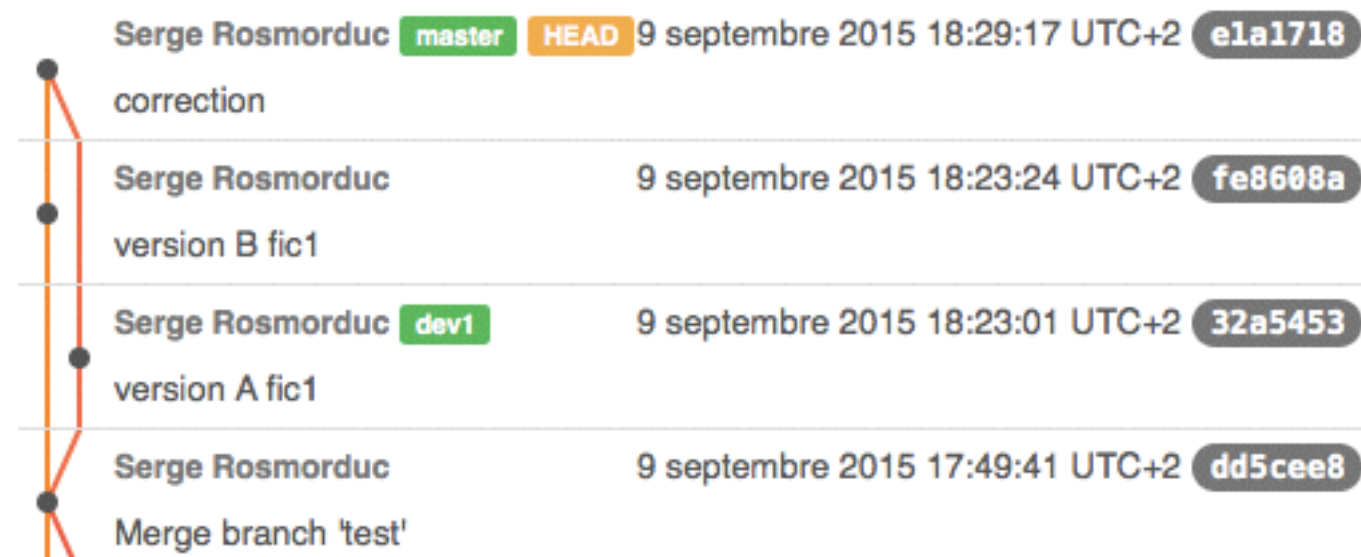 Serge Rosmorduc master HEAD 9 septembre 2015 18:29:17 UTC+2 e1a1718
correction
Serge Rosmorduc 9 septembre 2015 18:23:24 UTC+2 fe8608a
version B fic1
Serge Rosmorduc dev1 9 septembre 2015 18:23:01 UTC+2 32a5453
version A fic1
Serge Rosmorduc 9 septembre 2015 17:49:41 UTC+2 dd5cee8
Merge branch 'test'